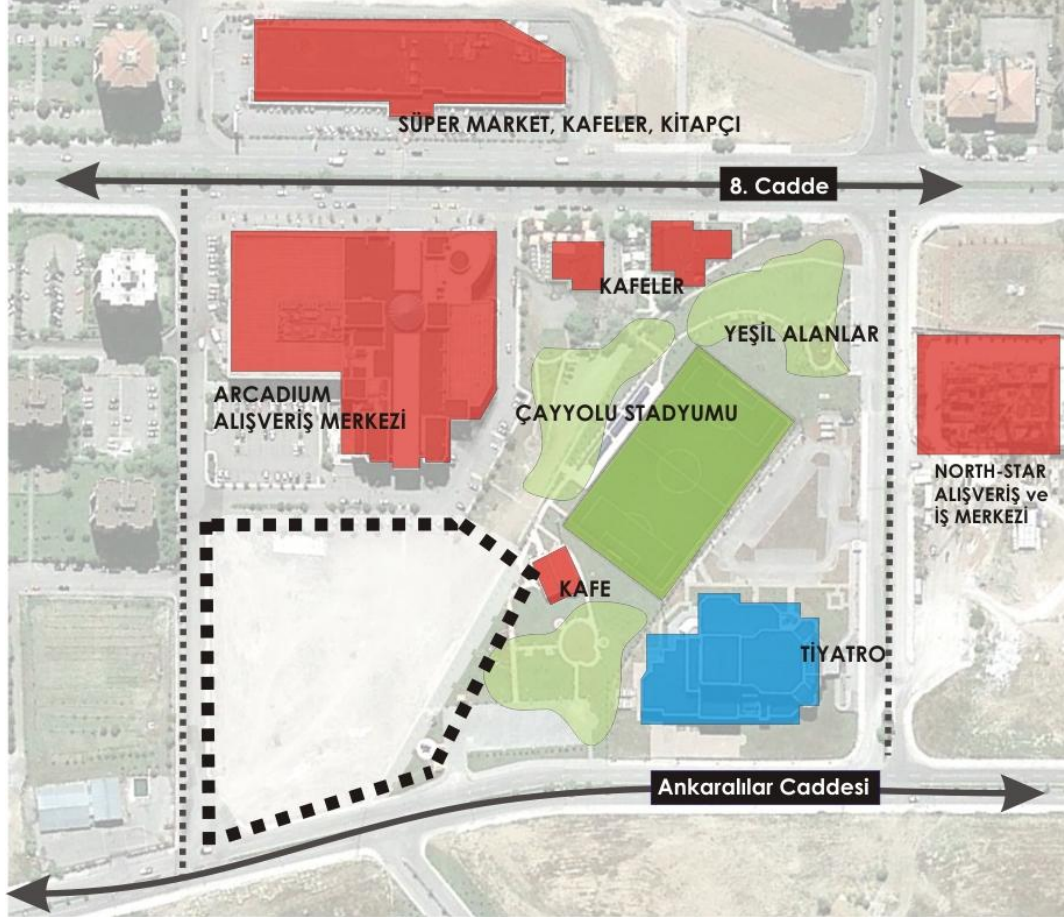 SÜPER MARKET, KAFELER, KİTAPÇI
8. Cadde
KAFELER
YEŞİL ALANLAR
ARCADIUM
ALIŞVERİŞ MERKEZİ
ÇAYYOLU STADYUMU
NORTH-STAR
ALIŞVERİŞ ve
İŞ MERKEZİ
KAFE
TİYATRO
Ankaralılar Caddesi